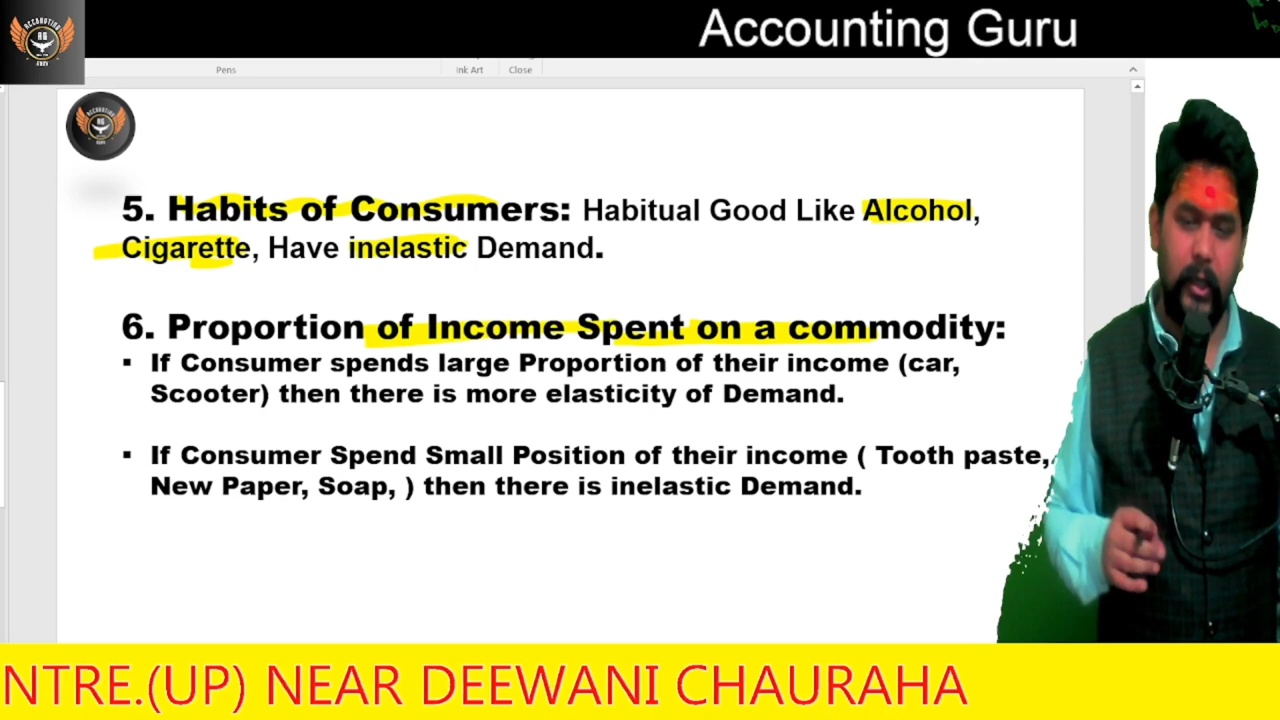 Accounting Guru
ACCOUNTING
AG
GURU
Pens
Ink Art
Close
5. Habits of Consumers: Habitual Good Like Alcohol,
Cigarette, Have inelastic Demand.
6. Proportion of Income Spent on a commodity:
▪ If Consumer spends large Proportion of their income (car,
Scooter) then there is more elasticity of Demand.
▪ If Consumer Spend Small Position of their income ( Tooth paste,
New Paper, Soap, ) then there is inelastic Demand.
NTRE.(UP) NEAR DEEWANI CHAURAHA